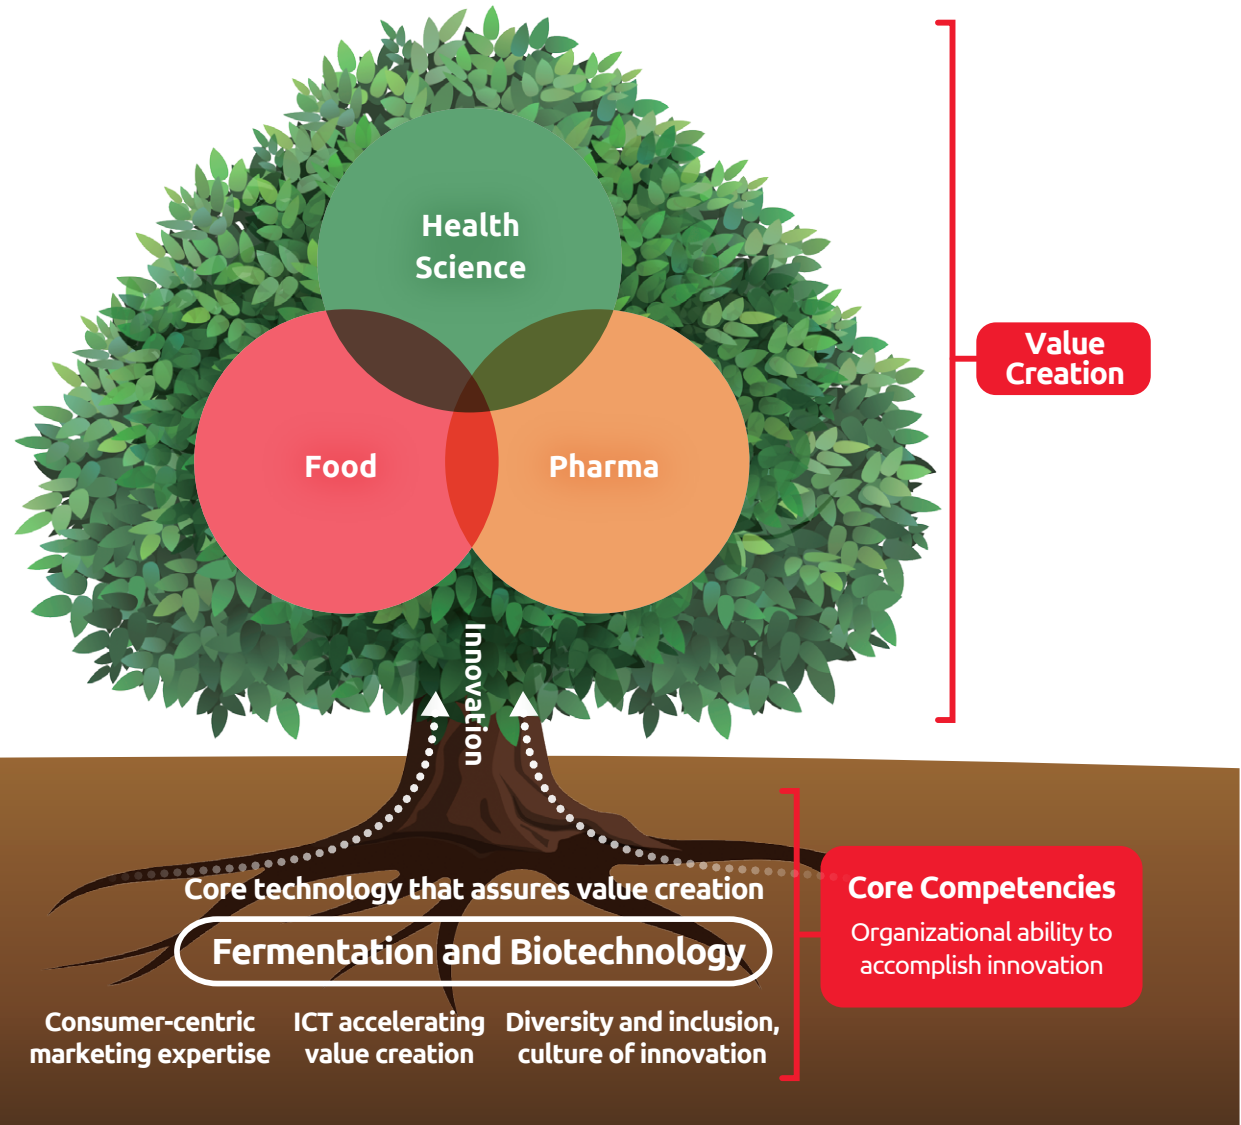 Health
Science
Food
Pharma
Value
Creation
Innovation
Core technology that assures value creation
Fermentation and Biotechnology
Consumer-centric
marketing expertise
ICT accelerating
value creation
Diversity and inclusion,
culture of innovation
Core Competencies
Organizational ability to
accomplish innovation